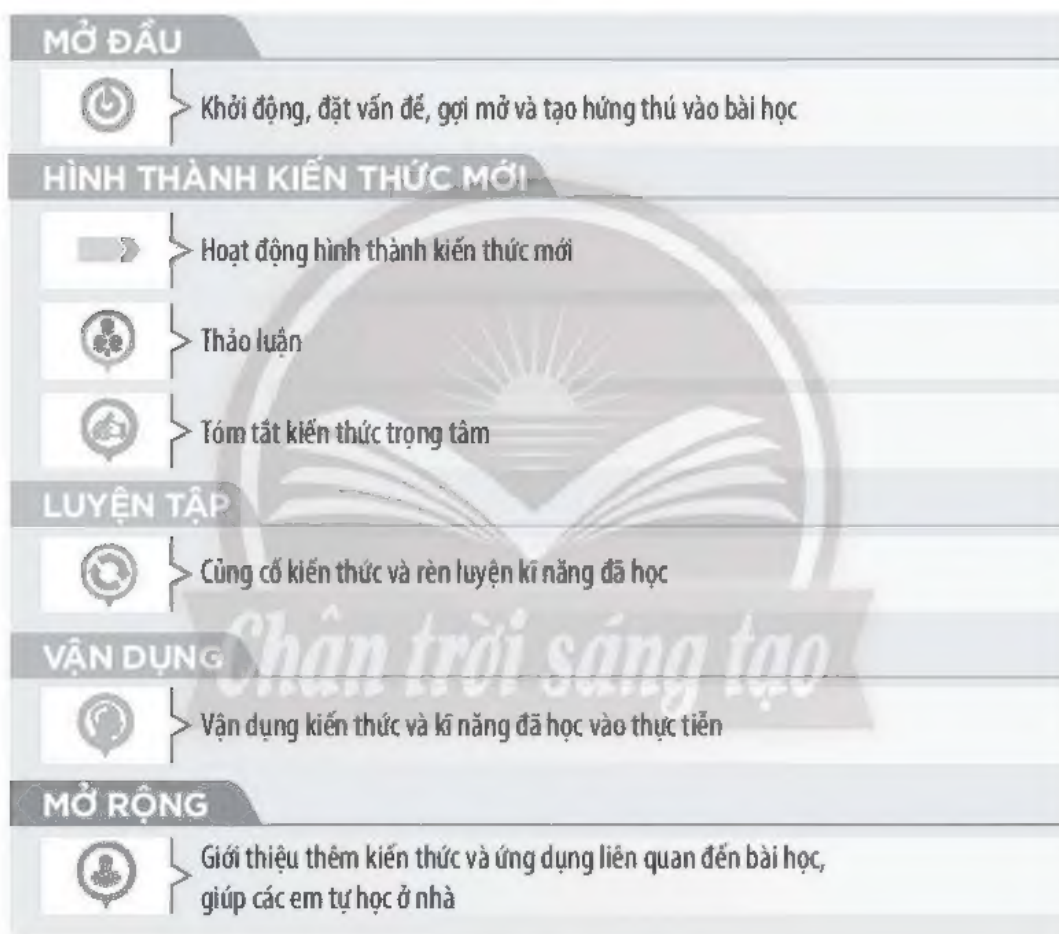 MỞ ĐẦU
Khởi động, đặt vấn đề, gợi mở và tạo hứng thú vào bài học
HÌNH THÀNH KIẾN THỨC MỚI
Hoạt động hình thành kiến thức mới
Thảo luận
Tóm tắt kiến thức trọng tâm
LUYỆN TẬP
Củng cố kiến thức và rèn luyện kĩ năng đã học
Chân trời sáng tạo
VẬN DỤNG
Vận dụng kiến thức và kĩ năng đã học vào thực tiễn
MỞ RỘNG
Giới thiệu thêm kiến thức và ứng dụng liên quan đến bài học,
giúp các em tự học ở nhà